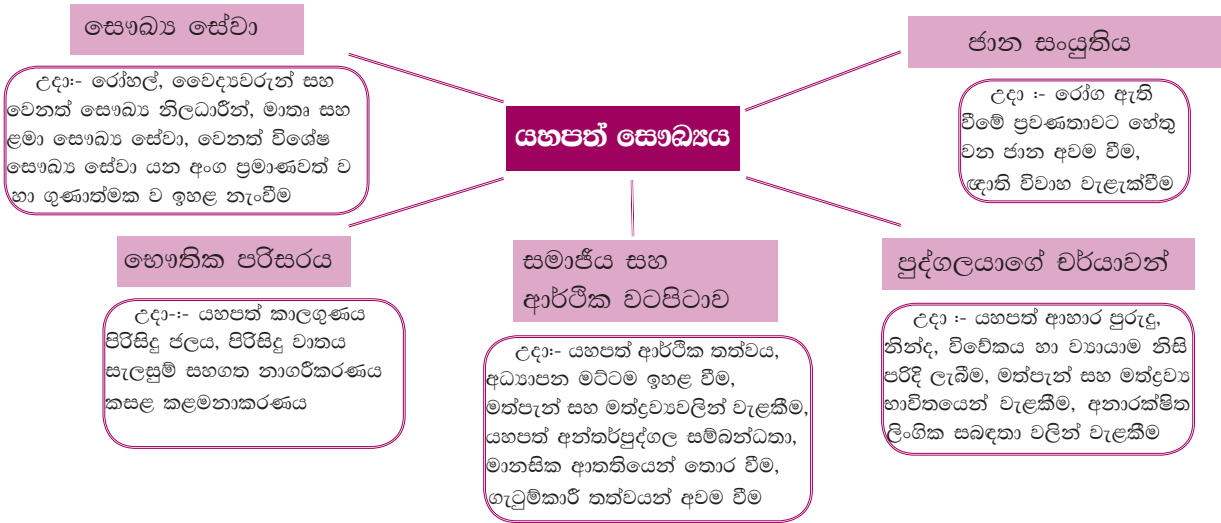 සෞඛ්‍ය සේවා
උදා:- රෝහල්, වෛද්‍යවරුන් සහ
වෙනත් සෞඛ්‍ය නිලධාරීන්, මාතෘ සහ
ළමා සෞඛ්‍ය සේවා, වෙනත් විශේෂ
සෞඛ්‍ය සේවා යන අංග ප්‍රමාණවත් ව
හා ගුණාත්මක ව ඉහළ නැංවීම
ජාන සංයුතිය
උදා :- රෝග ඇති
වීමේ ප්‍රවණතාවට හේතු
වන ජාන අවම වීම,
ඥාති විවාහ වැළැක්වීම
යහපත් සෞඛ්‍යය
භෞතික පරිසරය
උදා-:- යහපත් කාලගුණය
පිරිසිදු ජලය, පිරිසිදු වාතය
සැලසුම් සහගත නාගරීකරණය
කසළ කළමනාකරණය
සමාජීය සහ
ආර්ථික වටපිටාව
උදා:- යහපත් ආර්ථික තත්වය,
අධ්‍යාපන මට්ටම ඉහළ වීම,
මත්පැන් සහ මත්ද්‍රව්‍යවලින් වැළකීම,
යහපත් අන්තර්පුද්ගල සම්බන්ධතා,
මානසික ආතතියෙන් තොර වීම,
ගැටුම්කාරී තත්වයන් අවම වීම
පුද්ගලයාගේ චර්යාවන්
උදා :- යහපත් ආහාර පුරුදු,
නින්ද, විවේකය හා ව්‍යායාම නිසි
පරිදි ලැබීම, මත්පැන් සහ මත්ද්‍රව්‍ය
භාවිතයෙන් වැළකීම, අනාරක්ෂිත
ලිංගික සබඳතා වලින් වැළකීම